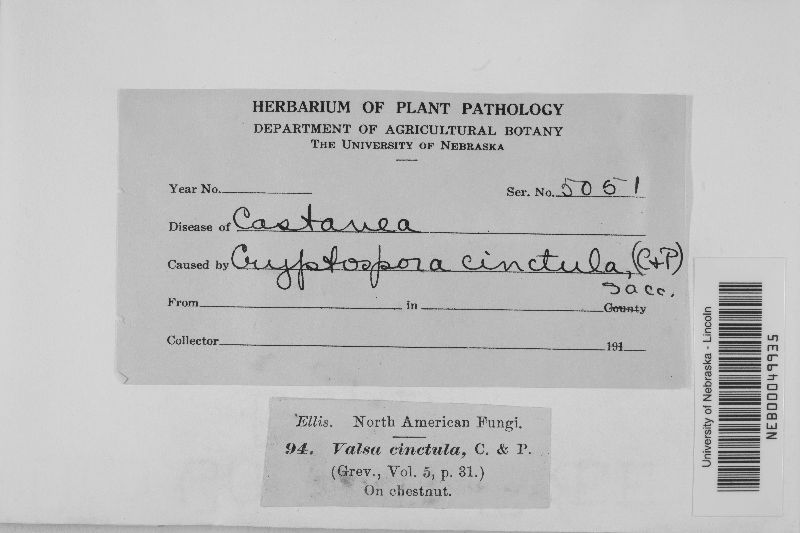 HERBARIUM OF PLANT PATHOLOGY
DEPARTMENT OF AGRICULTURAL BOTANY
THE UNIVERSITY OF NEBRASKA
Year No.
Ser. No. 5051
Disease of Castanea
Caused by Cryptospora cinctula, (C+P)
Sacc.
From in County
Collector 191
Ellis. North American Fungi.
94. Valsa cinctula, C. & P.
(Grev., Vol. 5, p. 31.)
On chestnut.
University of Nebraska - Lincoln
NEB00049935